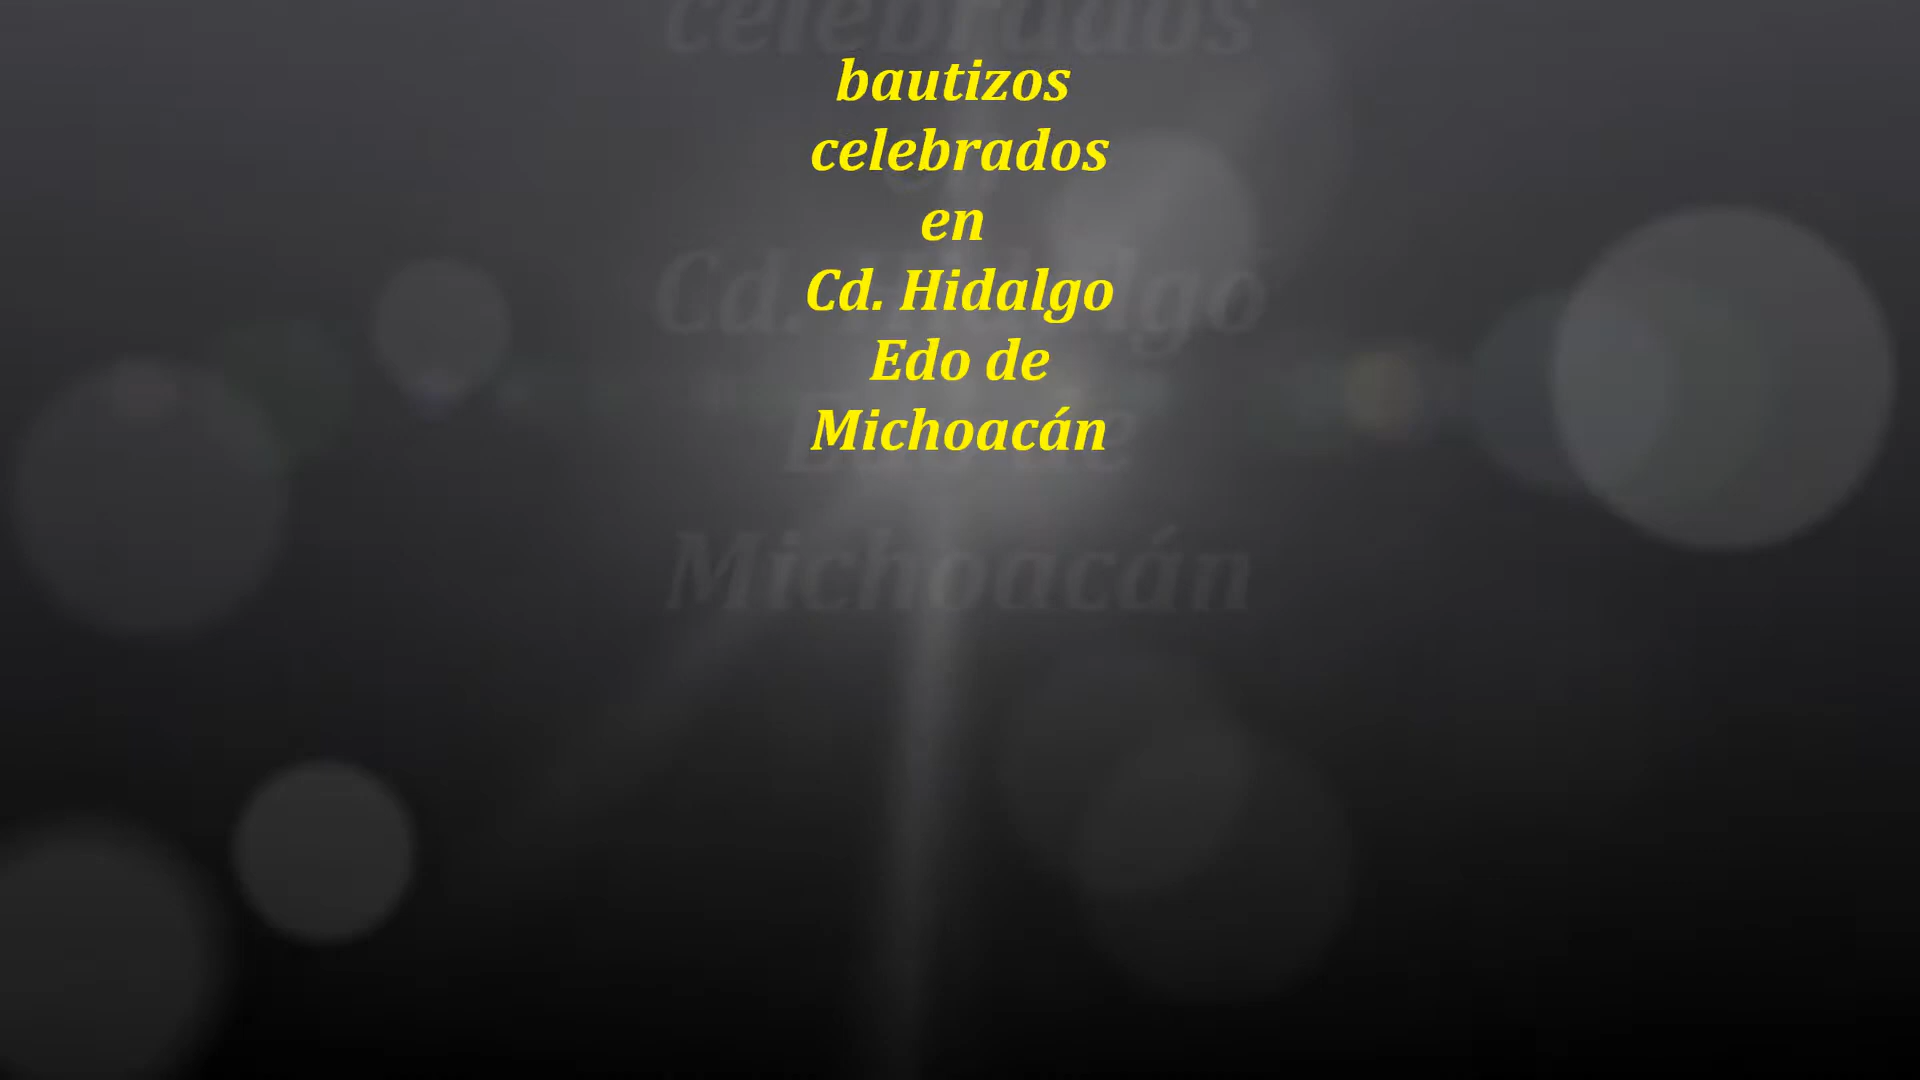 bautizos
celebrados
en
Cd. Hidalgo
Edo de
Michoacán